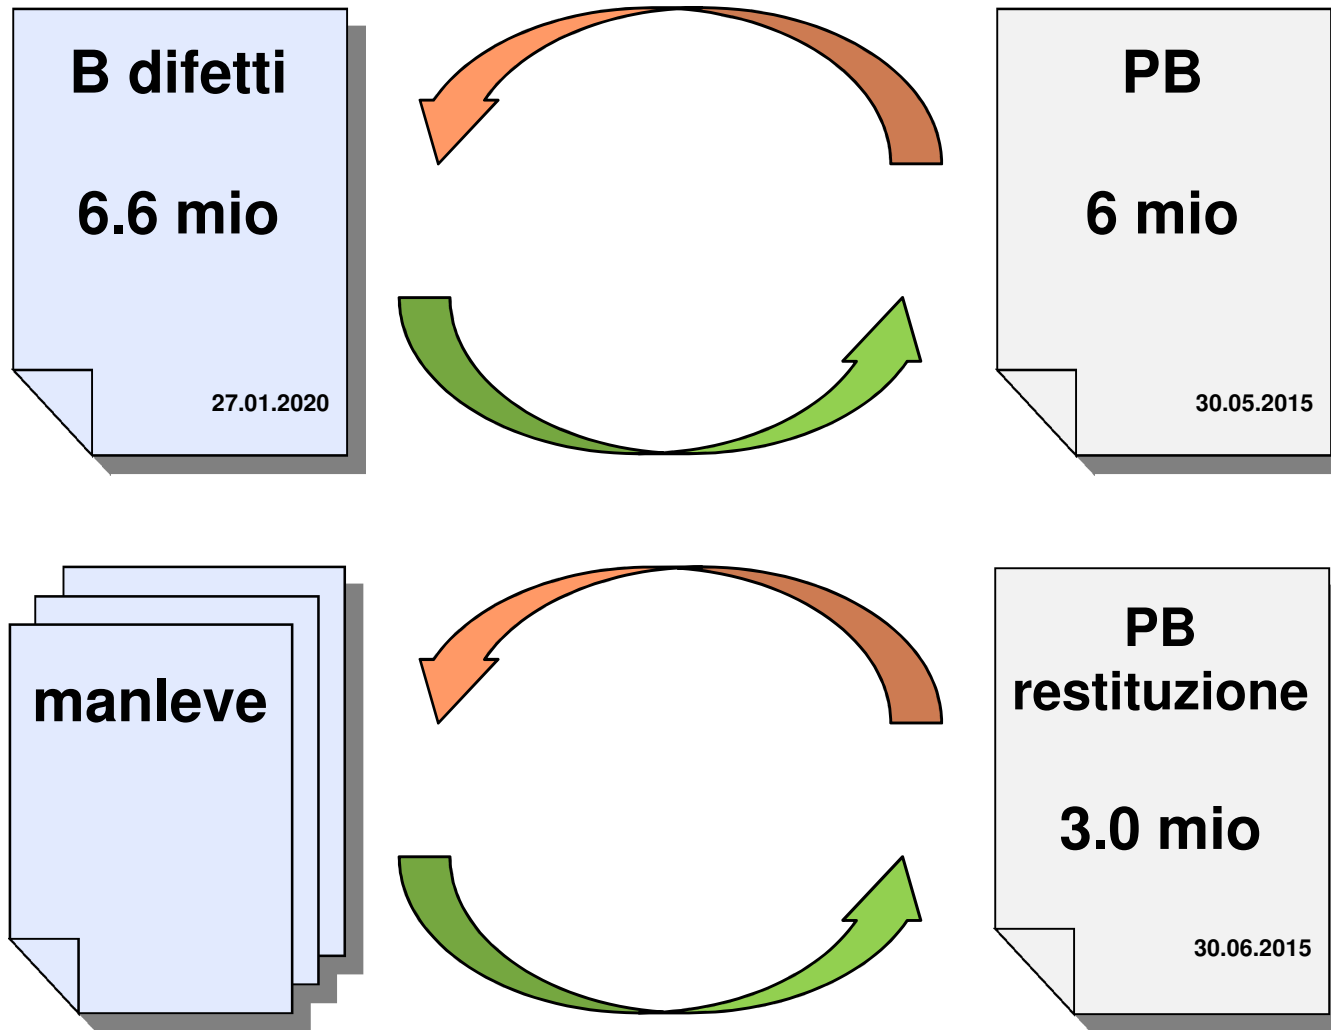 B difetti
6.6 mio
27.01.2020
PB
6 mio
30.05.2015
manleve
PB
restituzione
3.0 mio
30.06.2015